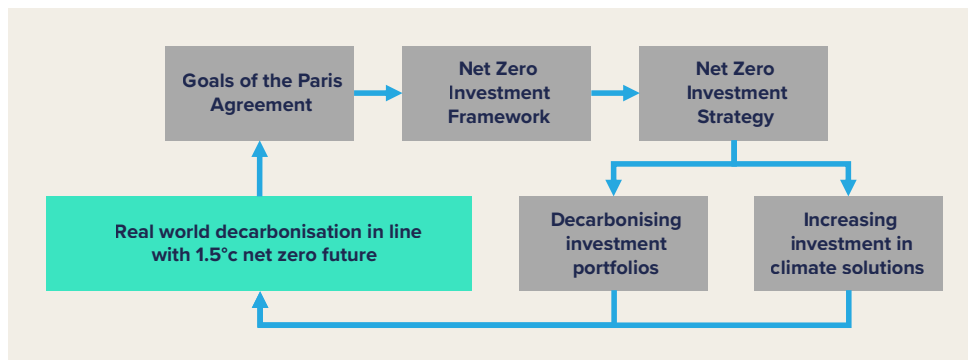 Goals of the Paris
Agreement
Net Zero
Investment
Framework
Net Zero
Investment
Strategy
Real world decarbonisation in line
with 1.5°c net zero future
Decarbonising
investment
portfolios
Increasing
investment in
climate solutions